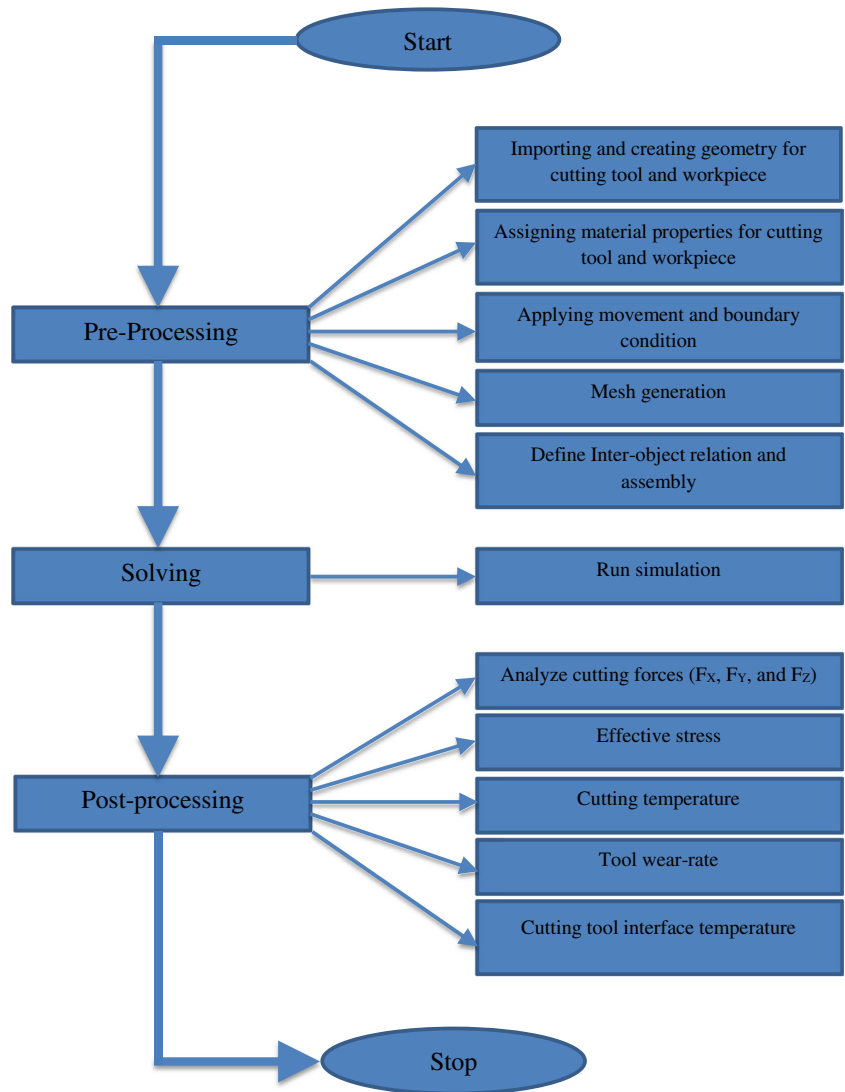 Start
Importing and creating geometry for
cutting tool and workpiece
Assigning material properties for cutting
tool and workpiece
Pre-Processing
Applying movement and boundary
condition
Mesh generation
Define Inter-object relation and
assembly
Solving
Run simulation
Analyze cutting forces (FX, FY, and FZ)
Effective stress
Post-processing
Cutting temperature
Tool wear-rate
Cutting tool interface temperature
Stop